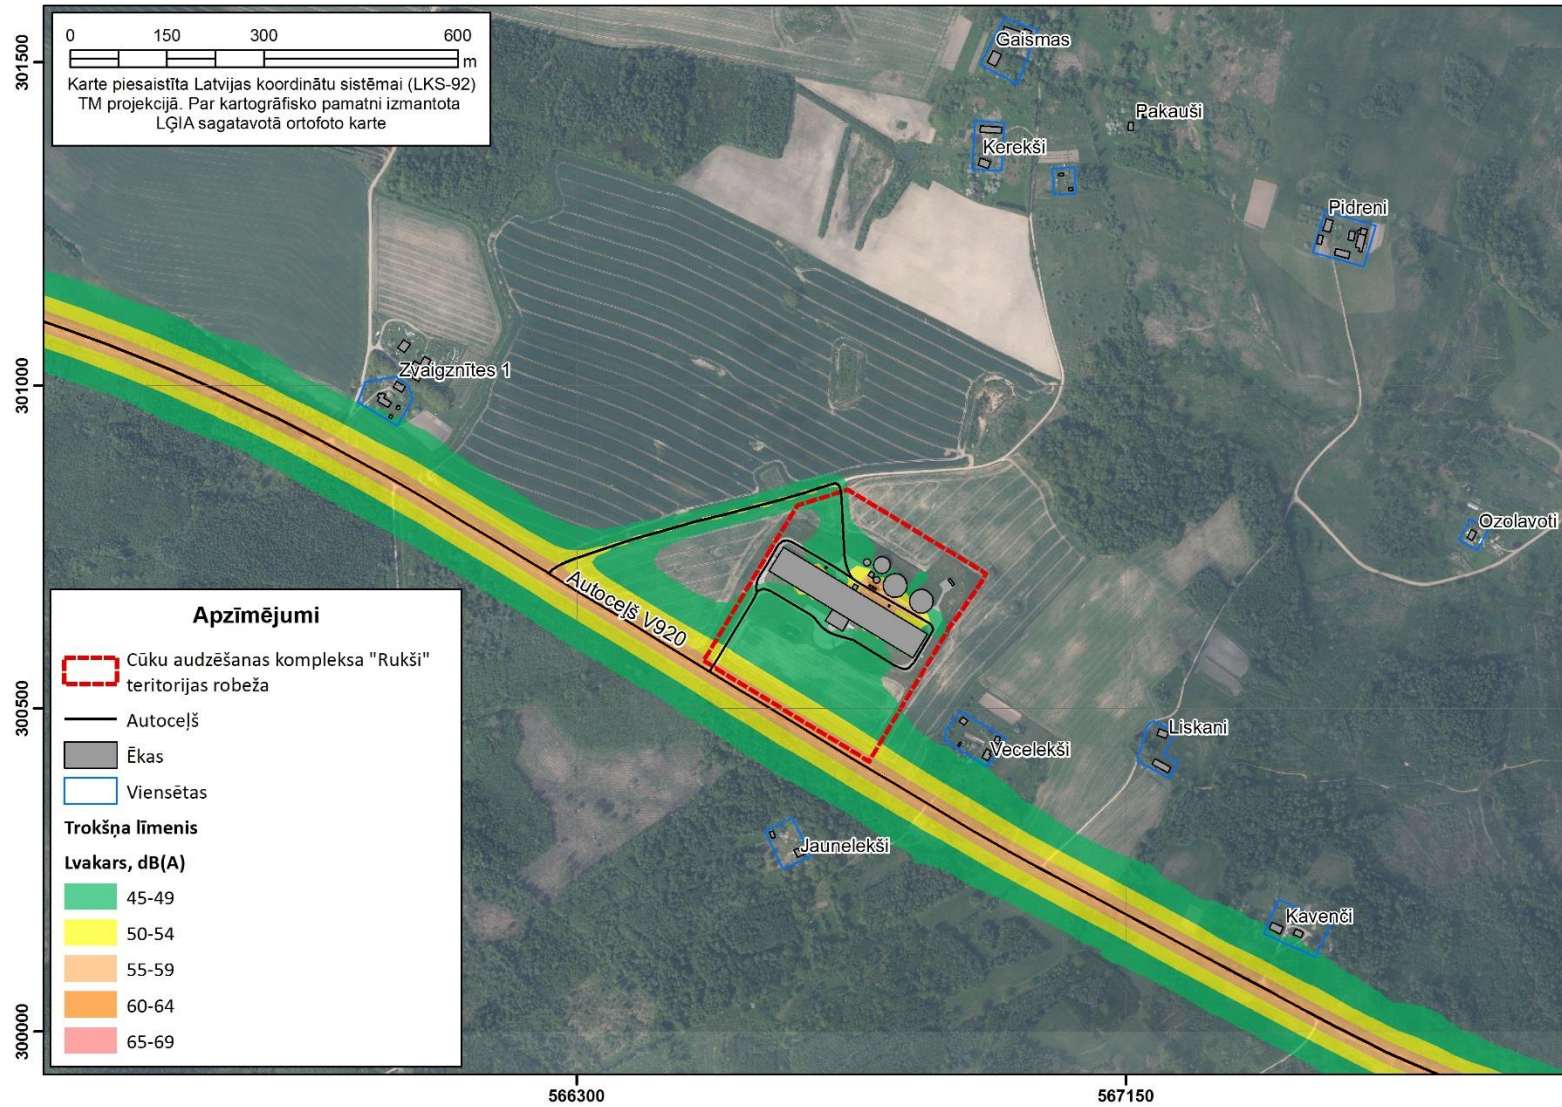 0 150 300 600
m
Karte piesaistīta Latvijas koordinātu sistēmai (LKS-92)
TM projekcijā. Par kartogrāfisko pamatni izmantota
LĢIA sagatavotā ortofoto karte
301500
301000
300500
300000
Gaismas
Pakauši
Kerekši
Pidreni
Zvaigznītes 1
Ozolavoti
Autoceļš V920
Vecelekši
Liskani
Jaunelekši
Kavenči
Apzīmējumi
Cūku audzēšanas kompleksa "Rukši"
teritorijas robeža
Autoceļš
Ēkas
Viensētas
Trokšņa līmenis
Lvakars, dB(A)
45-49
50-54
55-59
60-64
65-69
566300 567150